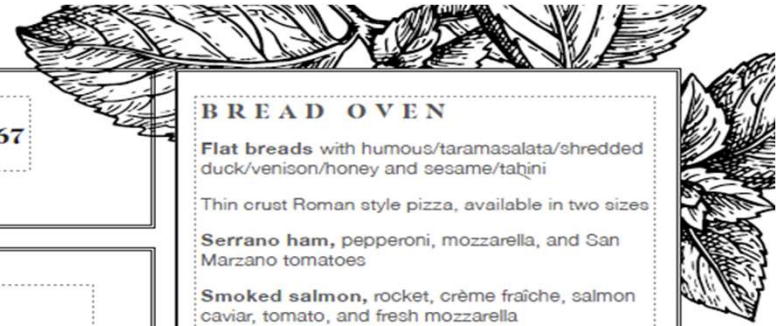 67
BREAD OVEN
Flat breads with humous/taramasalata/shredded
duck/venison/honey and sesame/tahini
Thin crust Roman style pizza, available in two sizes
Serrano ham, pepperoni, mozzarella, and San
Marzano tomatoes
Smoked salmon, rocket, crème fraîche, salmon
caviar, tomato, and fresh mozzarella